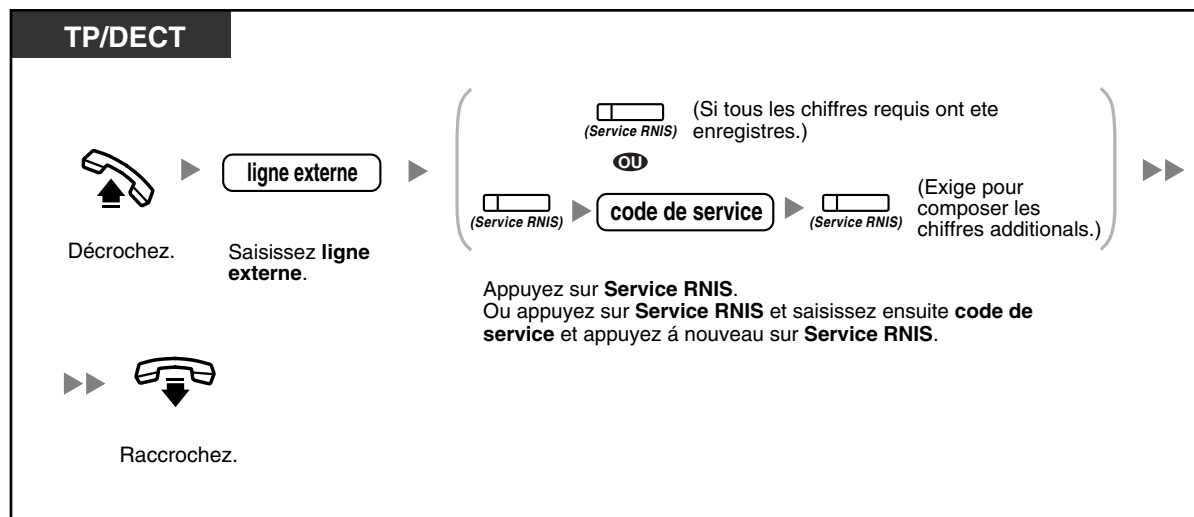 TP/DECT
(Service RNIS)
(Si tous les chiffres requis ont ete
enregistres.)
OU
ligne externe
(Service RNIS)
code de service
(Service RNIS)
(Exige pour
composer les
chiffres additionals.)
Décrochez.
Saisissez ligne
externe.
Appuyez sur Service RNIS.
Ou appuyez sur Service RNIS et saisissez ensuite code de
service et appuyez á nouveau sur Service RNIS.
Raccrochez.